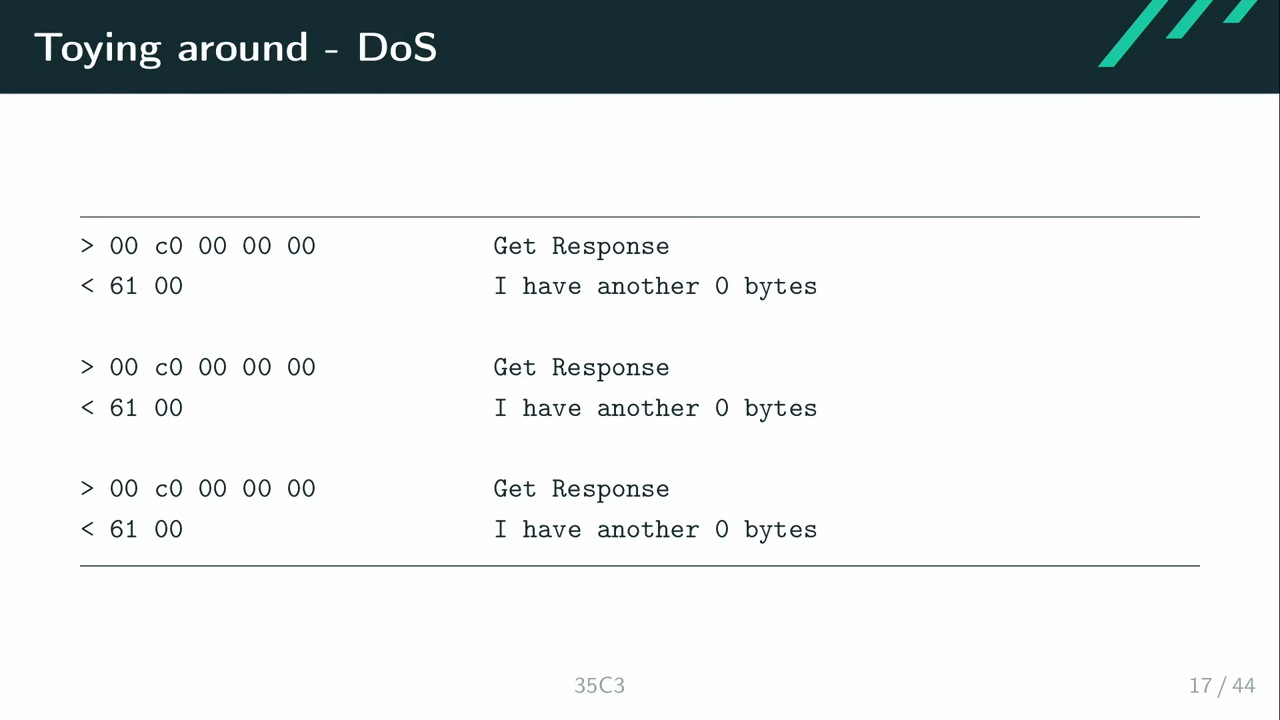 Toying around - DoS
> 00 c0 00 00 00 Get Response
< 61 00 I have another 0 bytes
> 00 c0 00 00 00 Get Response
< 61 00 I have another 0 bytes
> 00 c0 00 00 00 Get Response
< 61 00 I have another 0 bytes
35C3
17 / 44